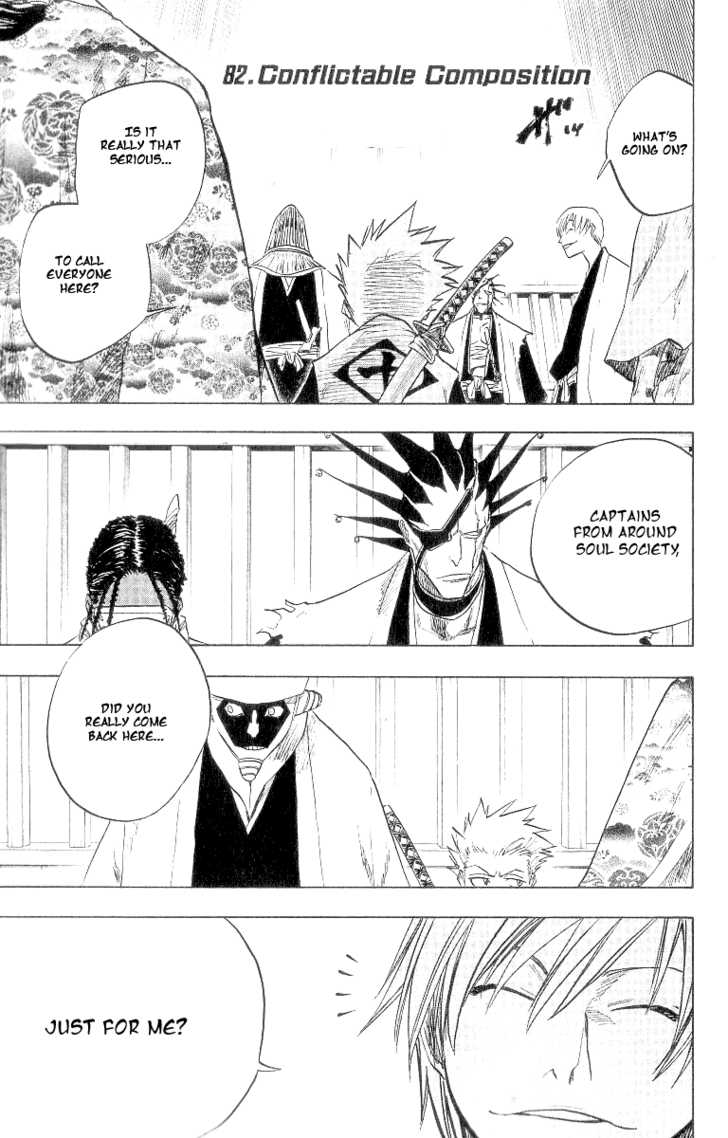 82. Conflictable Composition
WHAT'S
GOING ON?
IS IT
REALLY THAT
SERIOUS...
TO CALL
EVERYONE
HERE?
十
CAPTAINS
FROM AROUND
SOUL SOCIETY,
DID YOU
REALLY COME
BACK HERE...
JUST FOR ME?